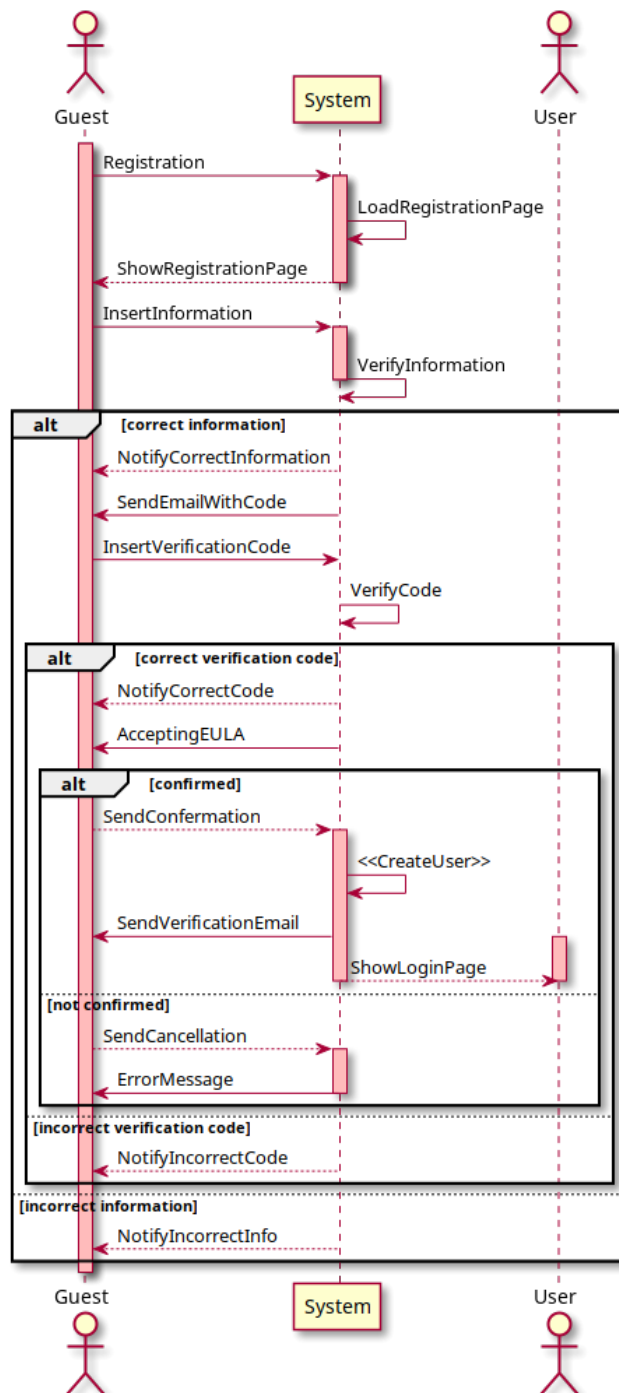 Guest
System
User
Registration
LoadRegistrationPage
ShowRegistrationPage
InsertInformation
VerifyInformation
alt [correct information]
NotifyCorrectInformation
SendEmailWithCode
InsertVerificationCode
VerifyCode
alt [correct verification code]
NotifyCorrectCode
AcceptingEULA
alt [confirmed]
SendConfermation
<<CreateUser>>
SendVerificationEmail
ShowLoginPage
[not confirmed]
SendCancellation
ErrorMessage
[incorrect verification code]
NotifyIncorrectCode
[incorrect information]
NotifyIncorrectInfo
Guest
System
User